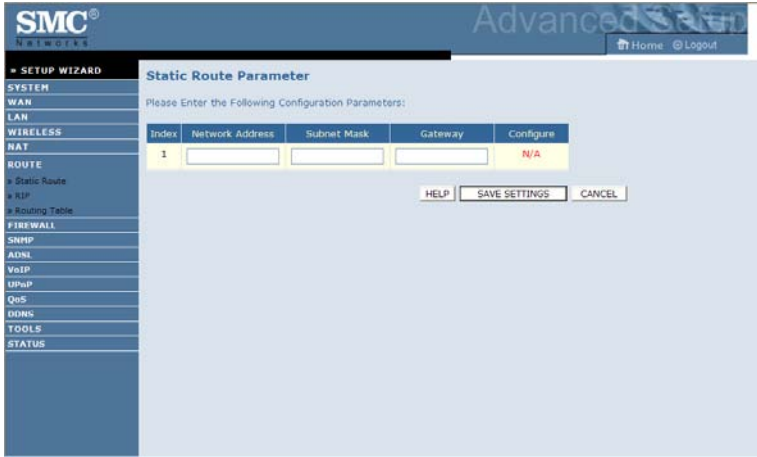 SMC®
Networks
Advanced Setup
Home Logout
» SETUP WIZARD
SYSTEM
WAN
LAN
WIRELESS
NAT
ROUTE
» Static Route
» RIP
» Routing Table
FIREWALL
SNMP
ADSL
VoIP
UPnP
QoS
DDNS
TOOLS
STATUS
Static Route Parameter
Please Enter the Following Configuration Parameters:
Index Network Address Subnet Mask Gateway Configure
1 N/A
HELP SAVE SETTINGS CANCEL